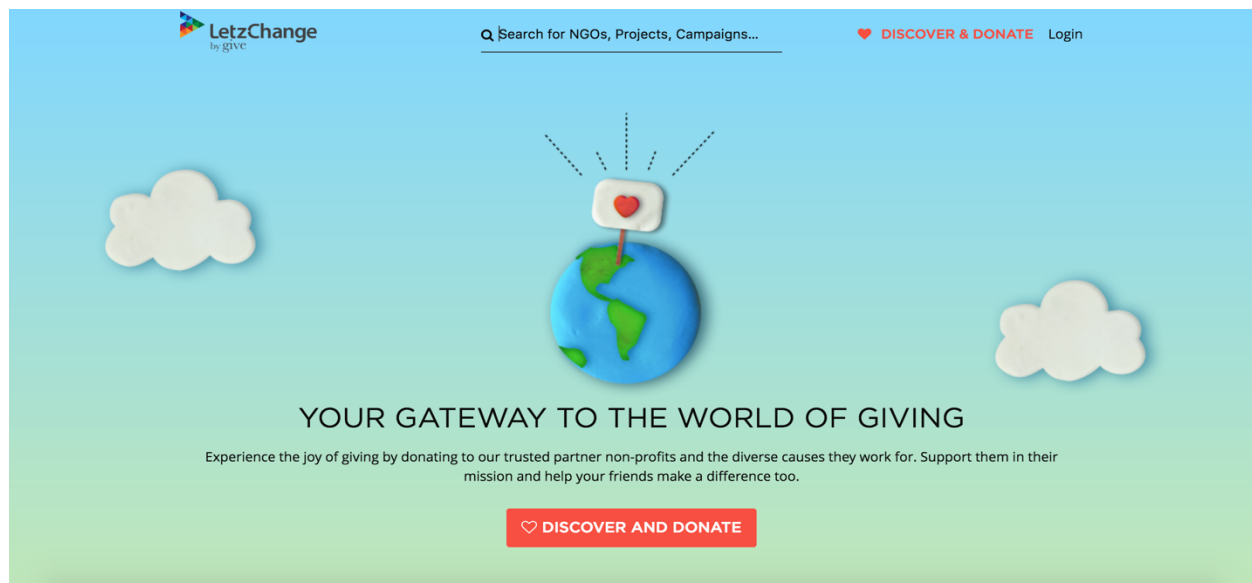 LetzChange
by give
Search for NGOs, Projects, Campaigns...
DISCOVER & DONATE
Login
YOUR GATEWAY TO THE WORLD OF GIVING
Experience the joy of giving by donating to our trusted partner non-profits and the diverse causes they work for. Support them in their
mission and help your friends make a difference too.
DISCOVER AND DONATE